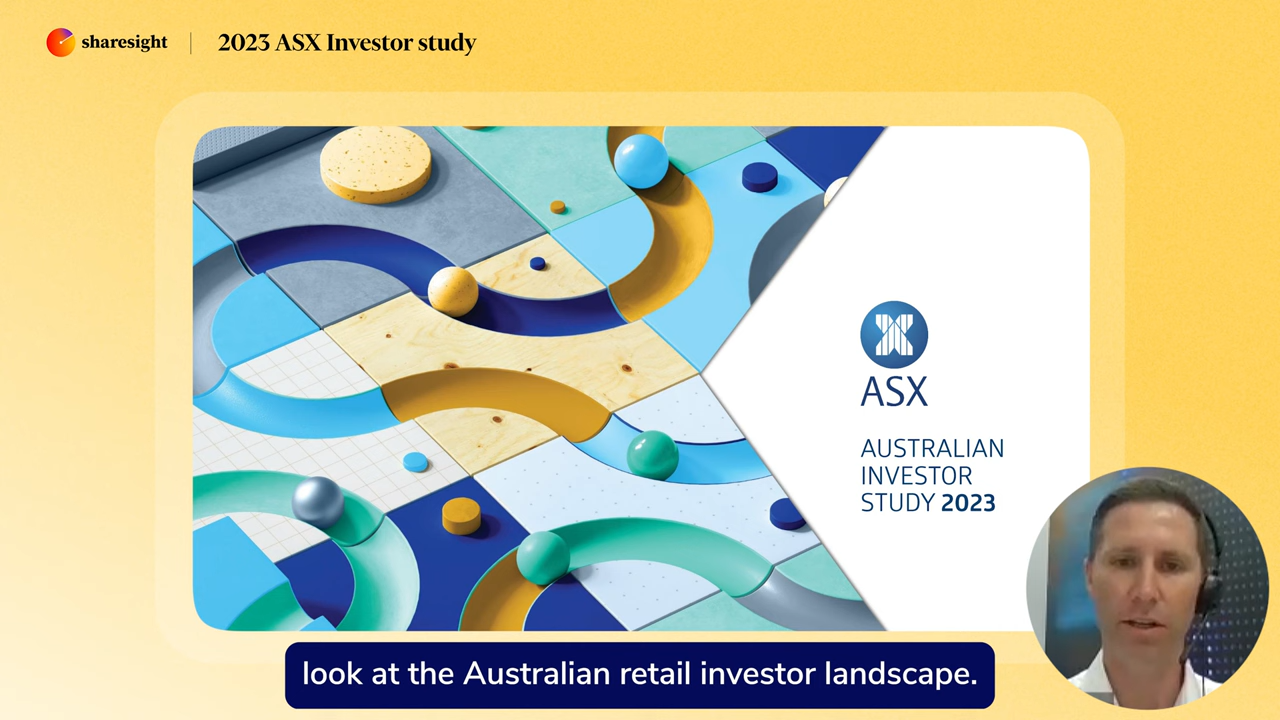 sharesight
2023 ASX Investor study
ASX
AUSTRALIAN
INVESTOR
STUDY 2023
look at the Australian retail investor landscape.